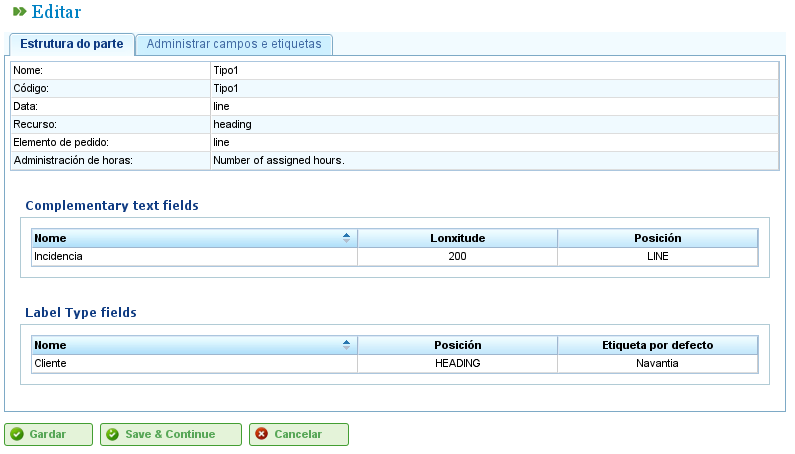 Editar
Estrutura do parte Administrar campos e etiquetas
Nome: Tipo1
Código: Tipo1
Data: line
Recurso: heading
Elemento de pedido: line
Administración de horas: Number of assigned hours.
Complementary text fields
Nome Lonxitude Posición
Incidencia 200 LINE
Label Type fields
Nome Posición Etiqueta por defecto
Cliente HEADING Navantia
Gardar Save & Continue Cancelar